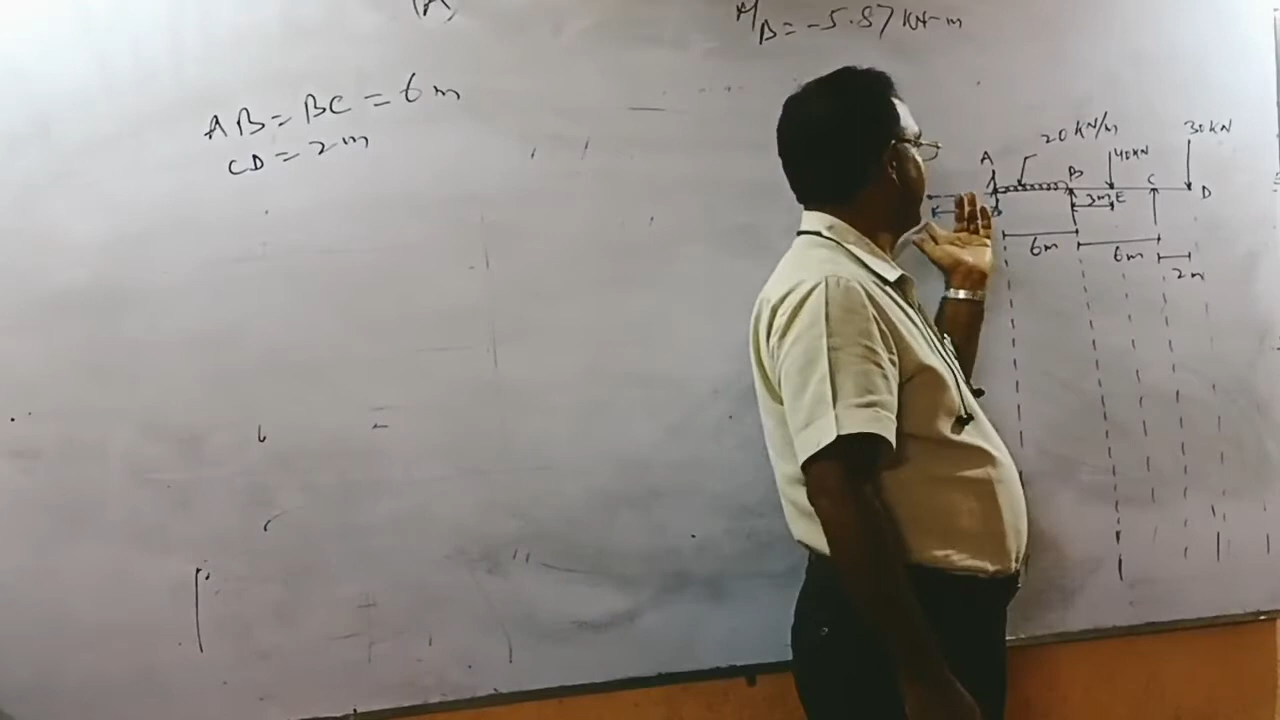 (A)
M_B = -5.87 KN-m
AB = BC = 6 m
CD = 2 m
20 KN/m
30 KN
40 KN
A
B
C
3m E
D
6m
6m
2m